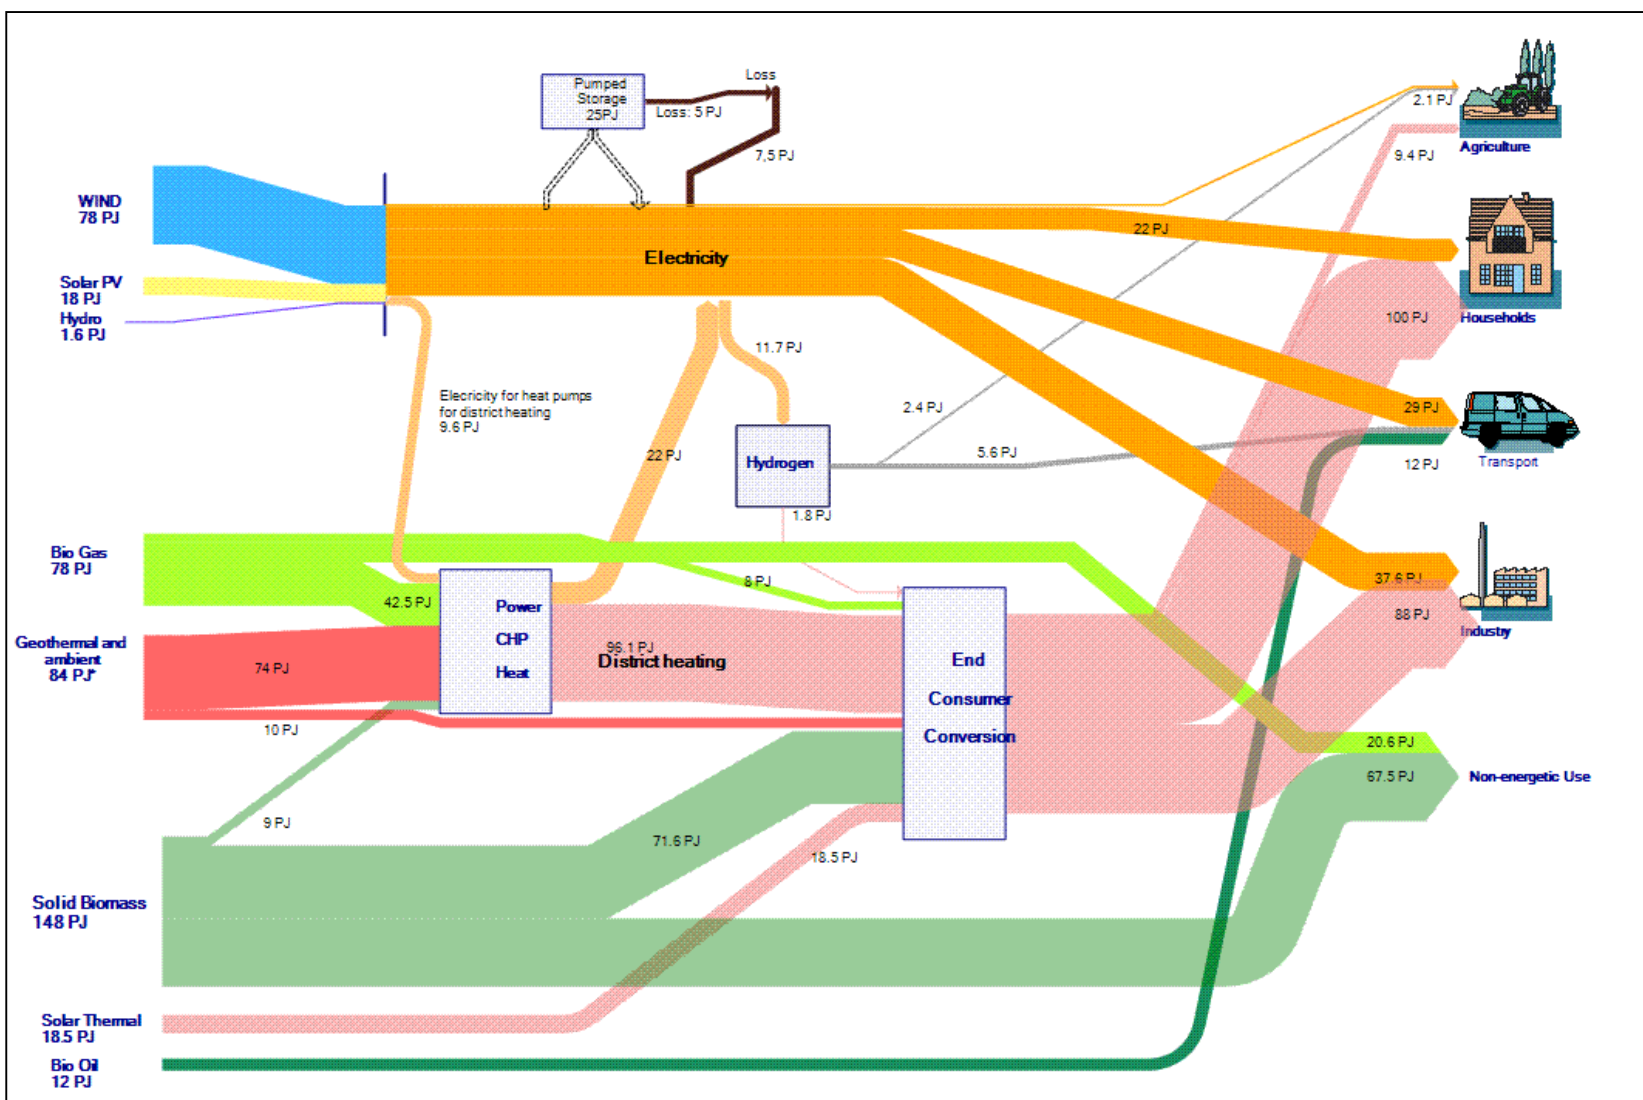 Pumped
Storage
25PJ
Loss
Loss: 5 PJ
7,5 PJ
2.1 PJ
Agriculture
9.4 PJ
WIND
78 PJ
22 PJ
Electricity
Solar PV
18 PJ
Hydro
1.6 PJ
100 PJ
Households
11.7 PJ
Elecricity for heat pumps
for district heating
9.6 PJ
2.4 PJ
29 PJ
22 PJ
Hydrogen
5.6 PJ
12 PJ
Transport
1.8 PJ
Bio Gas
78 PJ
8 PJ
37.6 PJ
42.5 PJ
Power
CHP
Heat
88 PJ
Industry
Geothermal and
ambient
84 PJ*
74 PJ
96.1 PJ
District heating
End
Consumer
Conversion
10 PJ
20.6 PJ
67.5 PJ
Non-energetic Use
9 PJ
71.6 PJ
18.5 PJ
Solid Biomass
148 PJ
Solar Thermal
18.5 PJ
Bio Oil
12 PJ